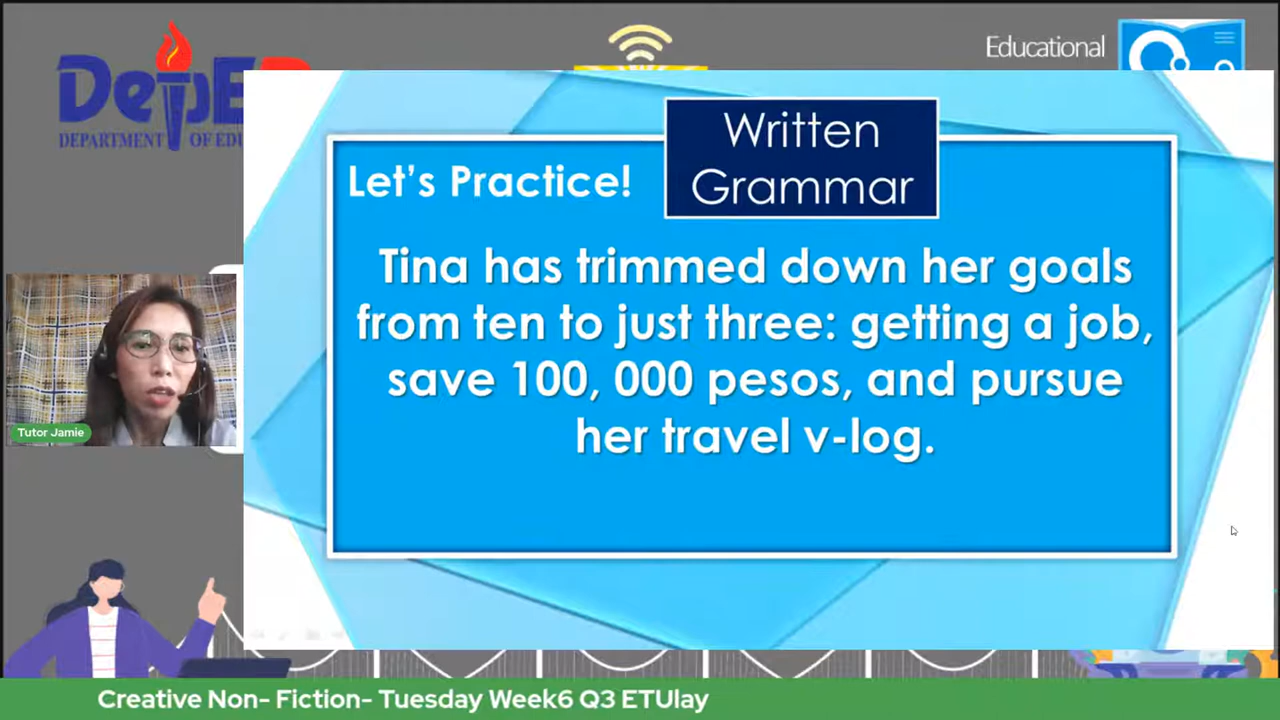 Educational
DepE
DEPARTMENT OF EDU
Written
Grammar
Let's Practice!
Tina has trimmed down her goals
from ten to just three: getting a job,
save 100, 000 pesos, and pursue
her travel v-log.
Tutor Jamie
Creative Non- Fiction- Tuesday Week6 Q3 ETUlay